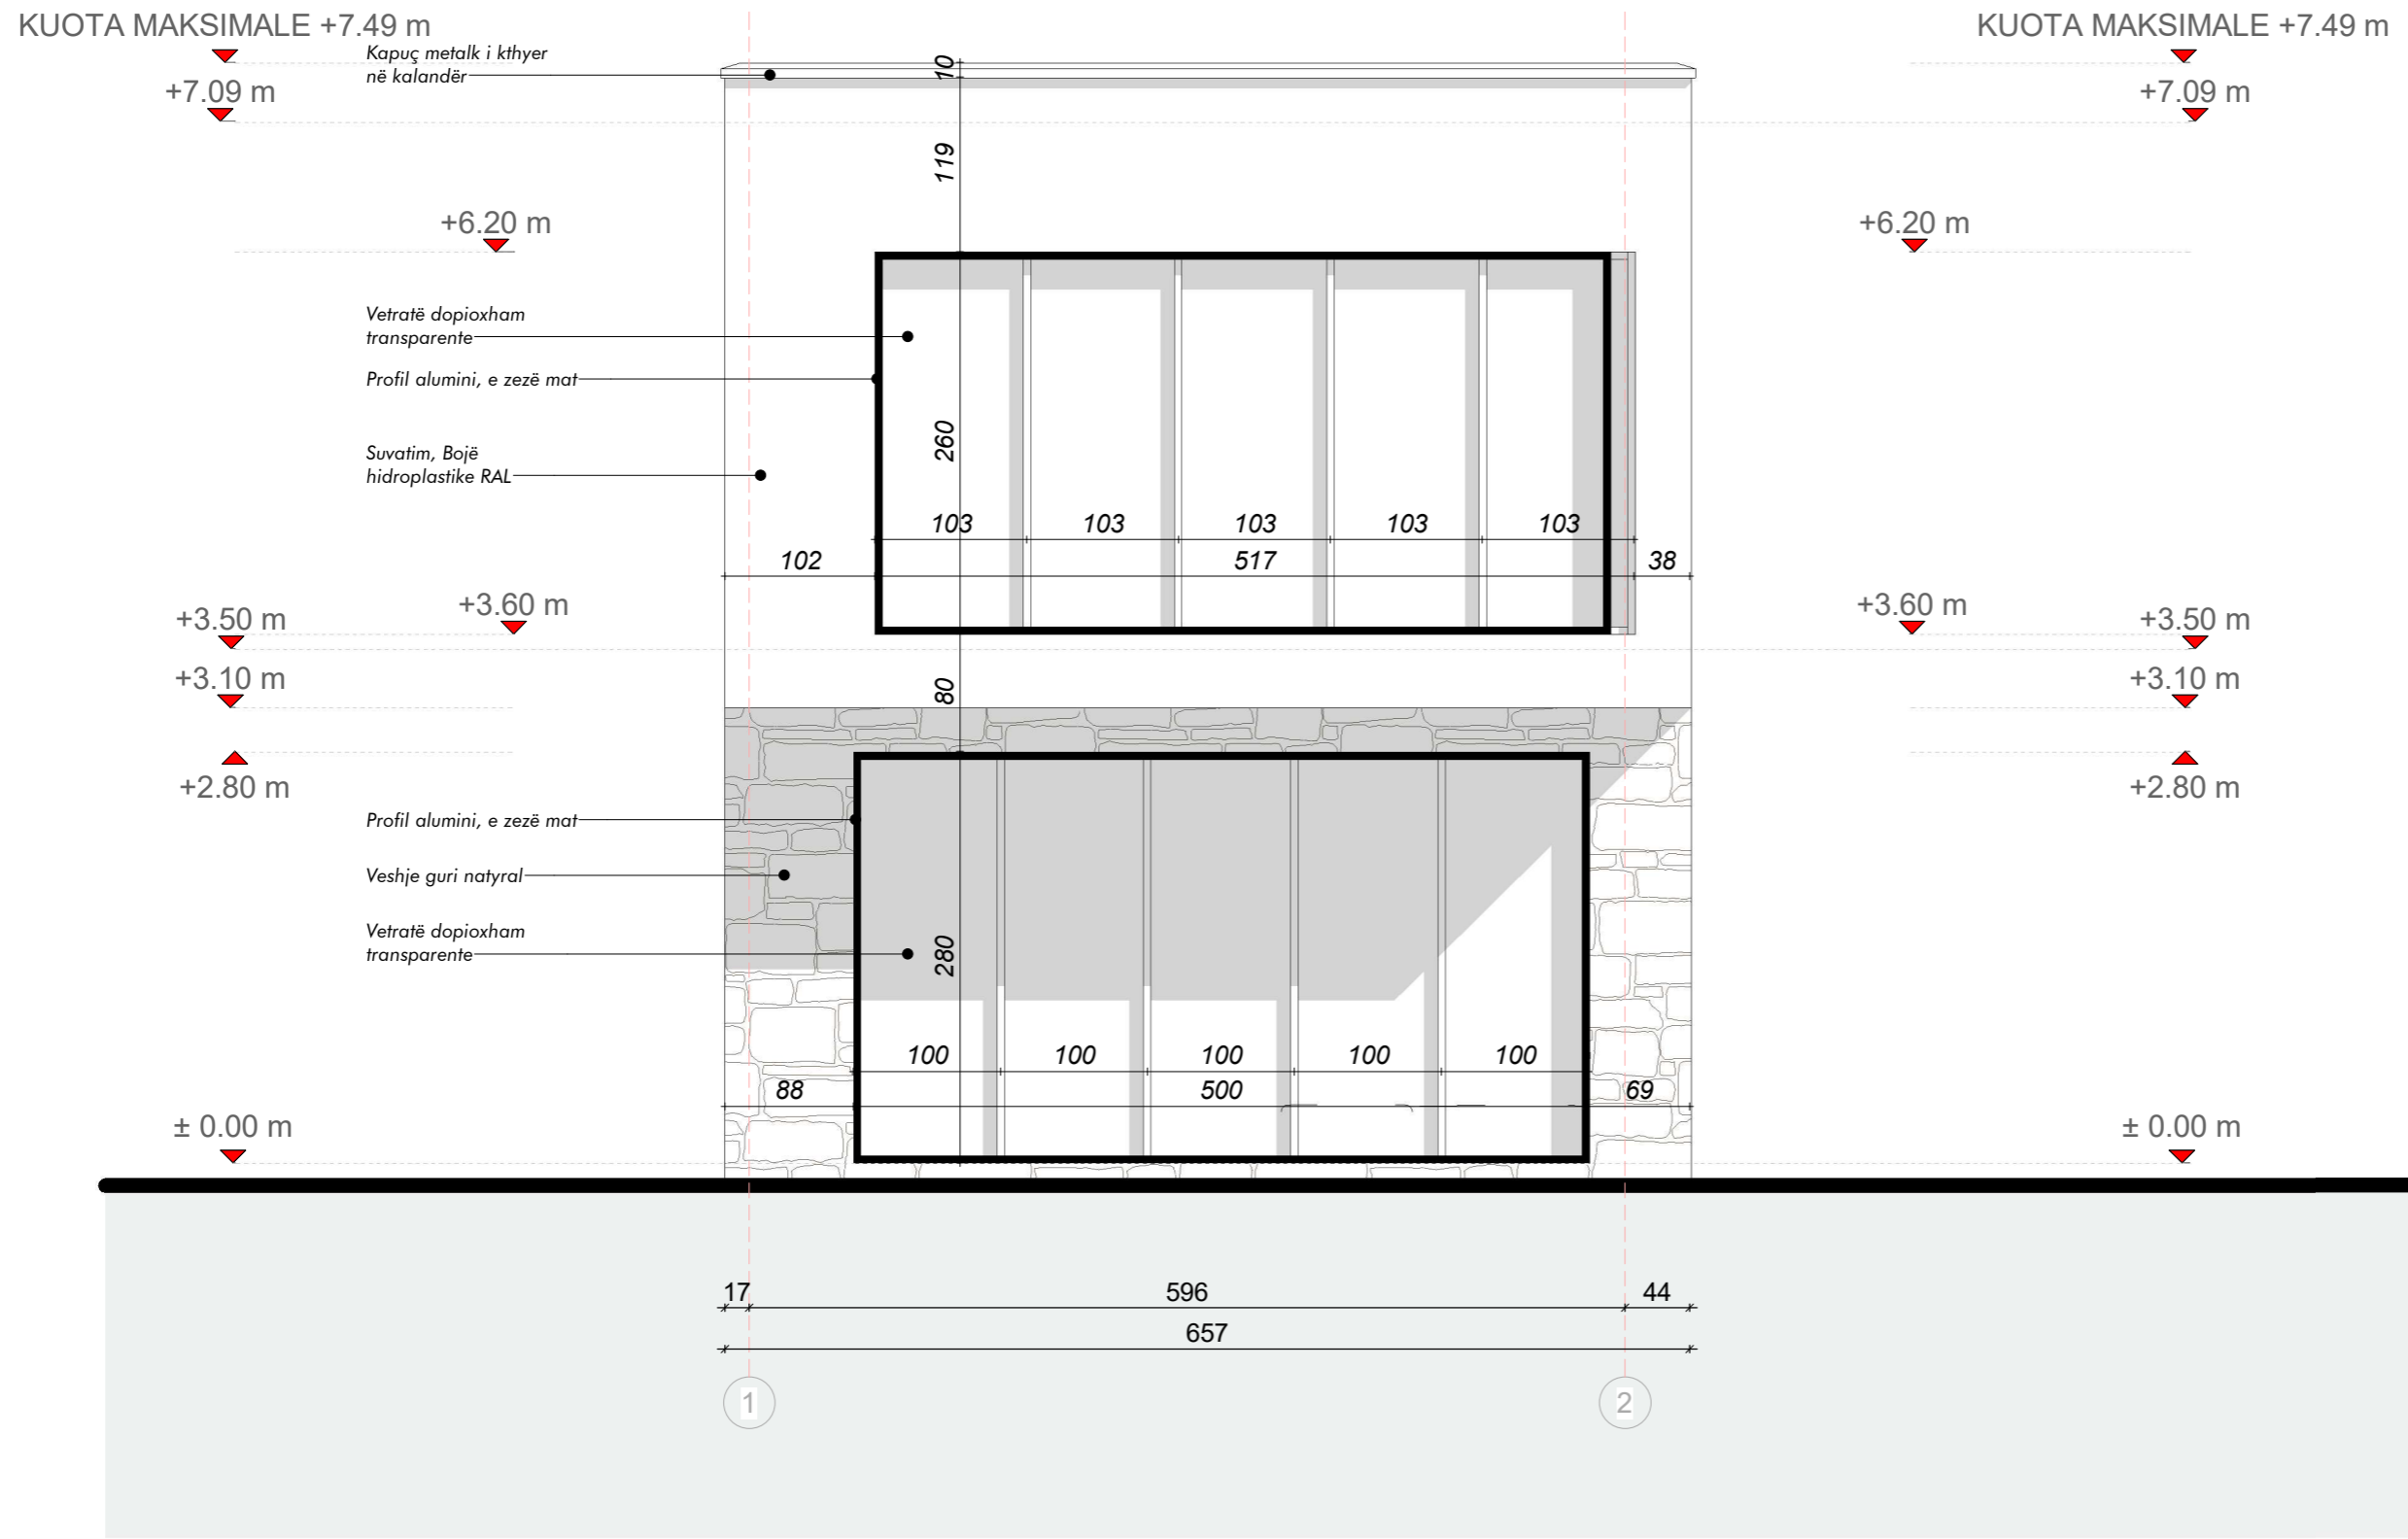 KUOTA MAKSIMALE +7.49 m
KUOTA MAKSIMALE +7.49 m
Kapuç metalk i kthyer
në kalandër
10
+7.09 m
+7.09 m
119
+6.20 m
+6.20 m
Vetratë dopioxham
transparente
Profil alumini, e zezë mat
260
Suvatim, Bojë
hidroplastike RAL
103 103 103 103 103
102 517 38
+3.50 m +3.60 m
+3.60 m +3.50 m
+3.10 m
80
+3.10 m
+2.80 m
+2.80 m
Profil alumini, e zezë mat
Veshje guri natyral
Vetratë dopioxham
transparente
280
100 100 100 100 100
88 500 69
± 0.00 m
± 0.00 m
17 596 44
657
1 2